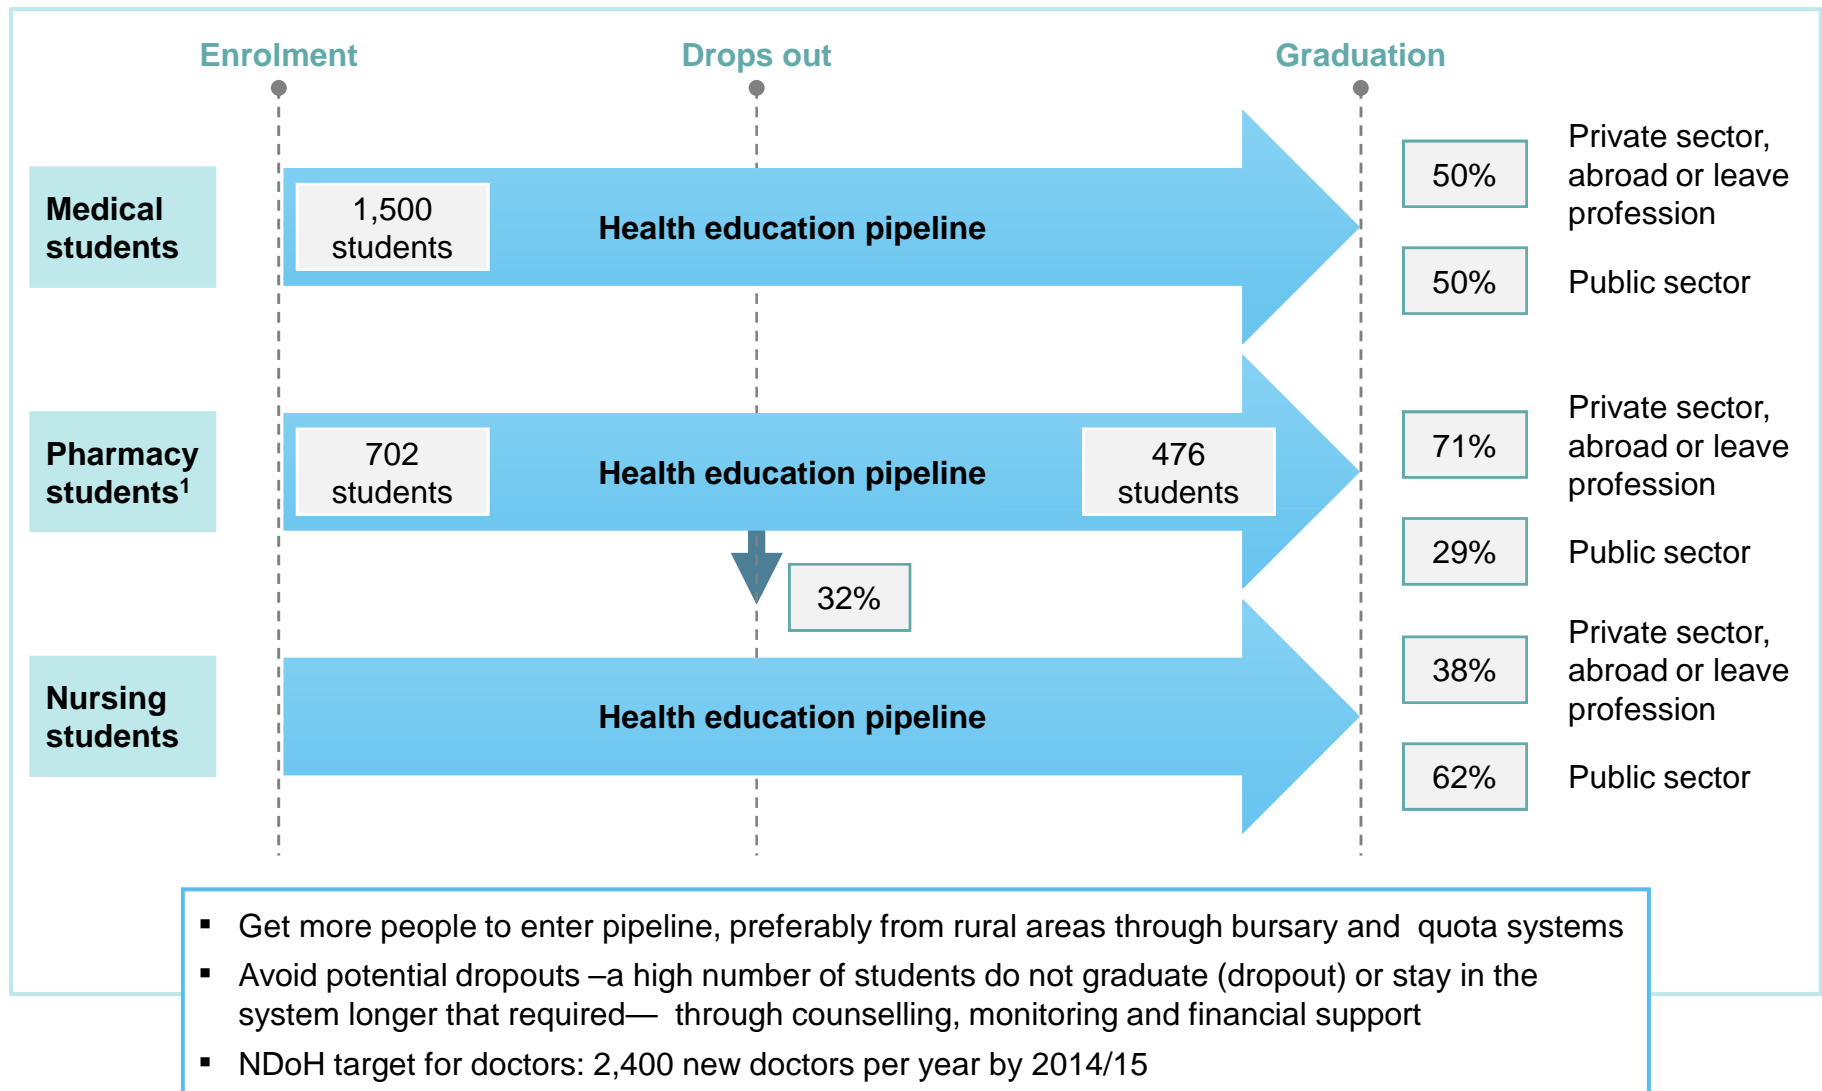 Enrolment
Drops out
Graduation
Medical
students
1,500
students
Health education pipeline
50%
Private sector,
abroad or leave
profession
50%
Public sector
Pharmacy
students1
702
students
Health education pipeline
476
students
71%
Private sector,
abroad or leave
profession
29%
Public sector
32%
Nursing
students
Health education pipeline
38%
Private sector,
abroad or leave
profession
62%
Public sector
▪ Get more people to enter pipeline, preferably from rural areas through bursary and  quota systems
▪ Avoid potential dropouts –a high number of students do not graduate (dropout) or stay in the
system longer that required—  through counselling, monitoring and financial support
▪ NDoH target for doctors: 2,400 new doctors per year by 2014/15